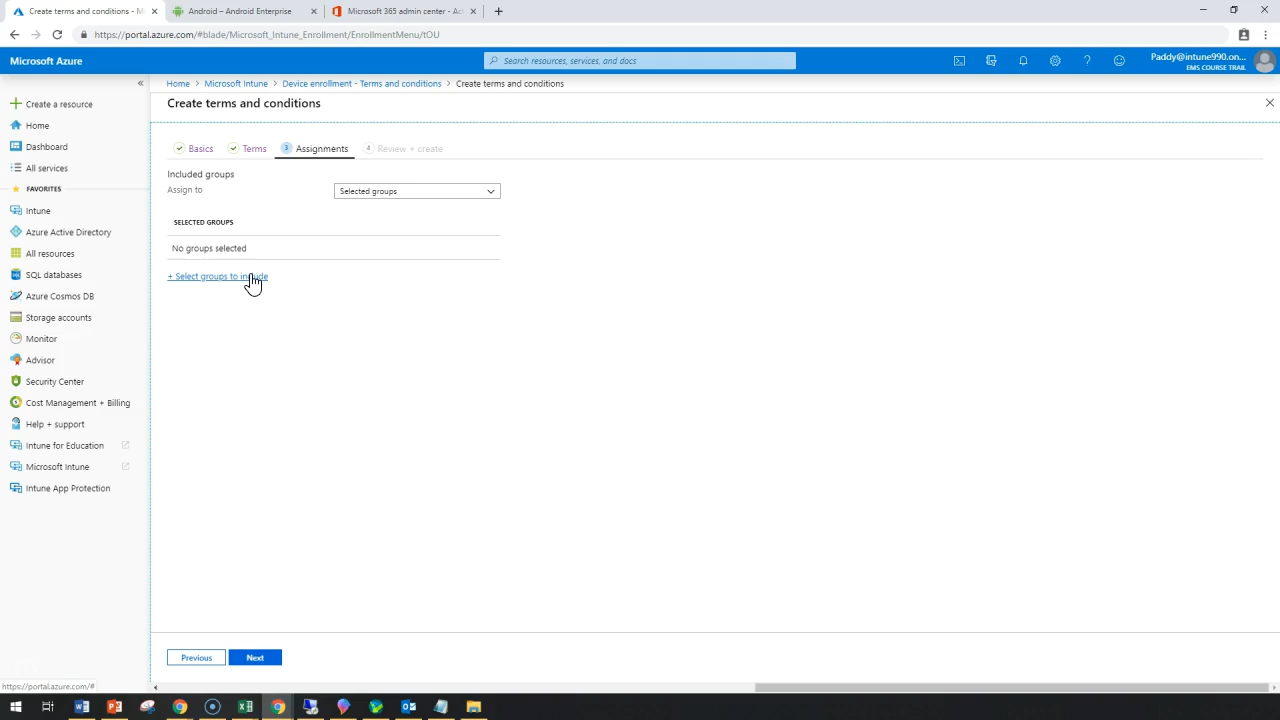 Create terms and conditions - M
Android – Android Enterprise
Microsoft 365 admin center - Ac
https://portal.azure.com/#blade/Microsoft_Intune_Enrollment/EnrollmentMenu/tOU
Microsoft Azure
Search resources, services, and docs
Paddy@intune990.on...
EMS COURSE TRAIL
Home > Microsoft Intune > Device enrollment - Terms and conditions > Create terms and conditions
Create terms and conditions
Create a resource
Home
Dashboard
All services
FAVORITES
Intune
Azure Active Directory
All resources
SQL databases
Azure Cosmos DB
Storage accounts
Monitor
Advisor
Security Center
Cost Management + Billing
Help + support
Intune for Education
Microsoft Intune
Intune App Protection
Basics
Terms
3 Assignments
4 Review + create
Included groups
Assign to
Selected groups
SELECTED GROUPS
No groups selected
+ Select groups to include
Previous
Next
https://portal.azure.com/#